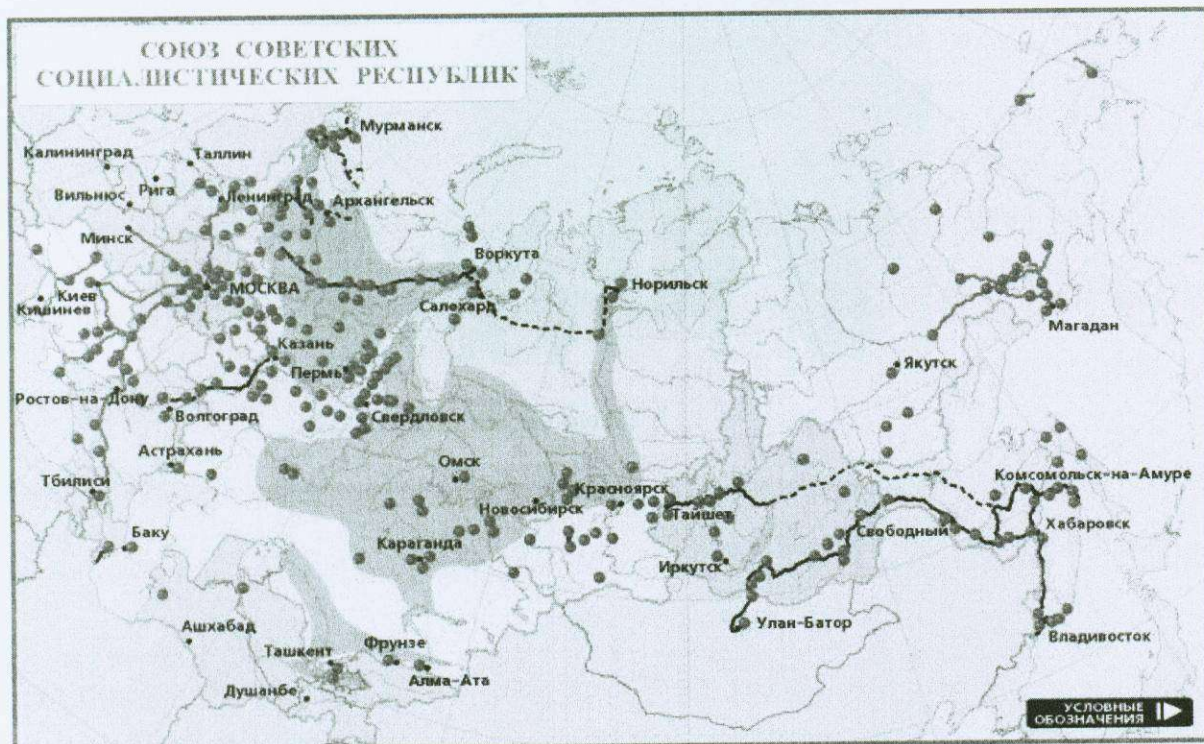 СОЮЗ СОВЕТСКИХ
СОЦИАЛИСТИЧЕСКИХ РЕСПУБЛИК
Мурманск
Калининград
Таллин
Рига
Вильнюс
Ленинград
Архангельск
Минск
Воркута
МОСКВА
Киев
Кишинев
Салехард
Норильск
Магадан
Казань
Якутск
Пермь
Ростов-на-Дону
Волгоград
Свердловск
Астрахань
Омск
Комсомольск-на-Амуре
Тбилиси
Красноярск
Новосибирск
Тайшет
Хабаровск
Свободный
Баку
Караганда
Иркутск
Улан-Батор
Ашхабад
Фрунзе
Владивосток
Ташкент
Алма-Ата
Душанбе
УСЛОВНЫЕ
ОБОЗНАЧЕНИЯ